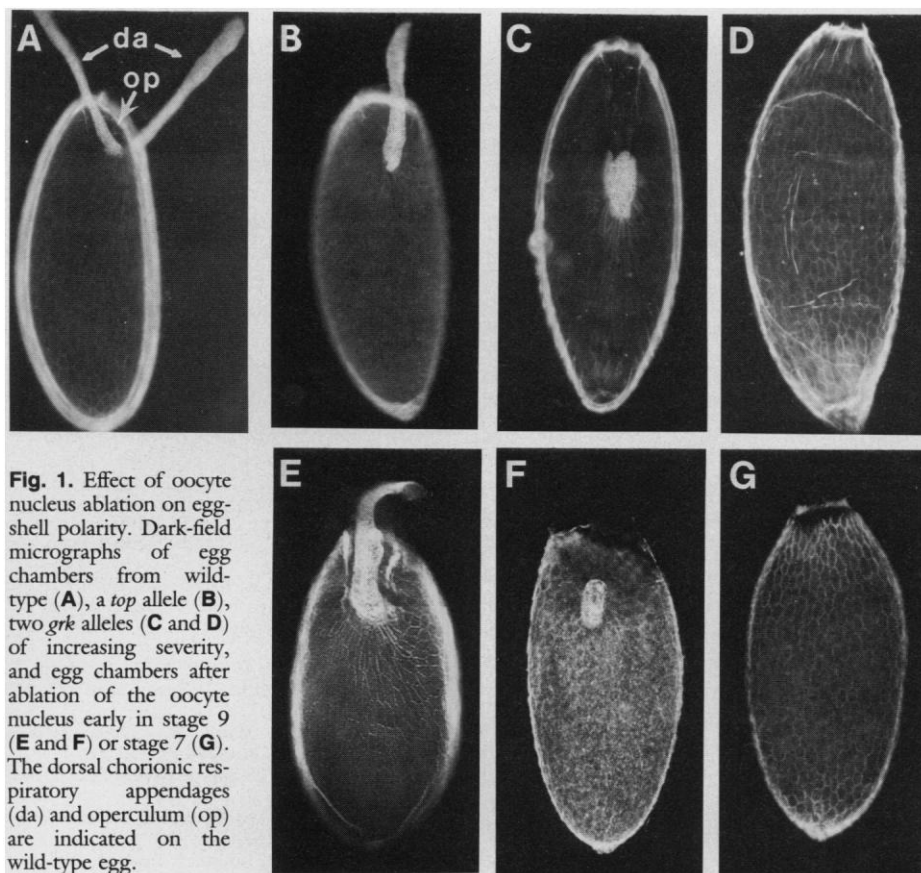 A
da
op
B
C
D
Fig. 1. Effect of oocyte
nucleus ablation on egg-
shell polarity. Dark-field
micrographs of egg
chambers from wild-
type (A), a top allele (B),
two grk alleles (C and D)
of increasing severity,
and egg chambers after
ablation of the oocyte
nucleus early in stage 9
(E and F) or stage 7 (G).
The dorsal chorionic res-
piratory appendages
(da) and operculum (op)
are indicated on the
wild-type egg.
E
F
G